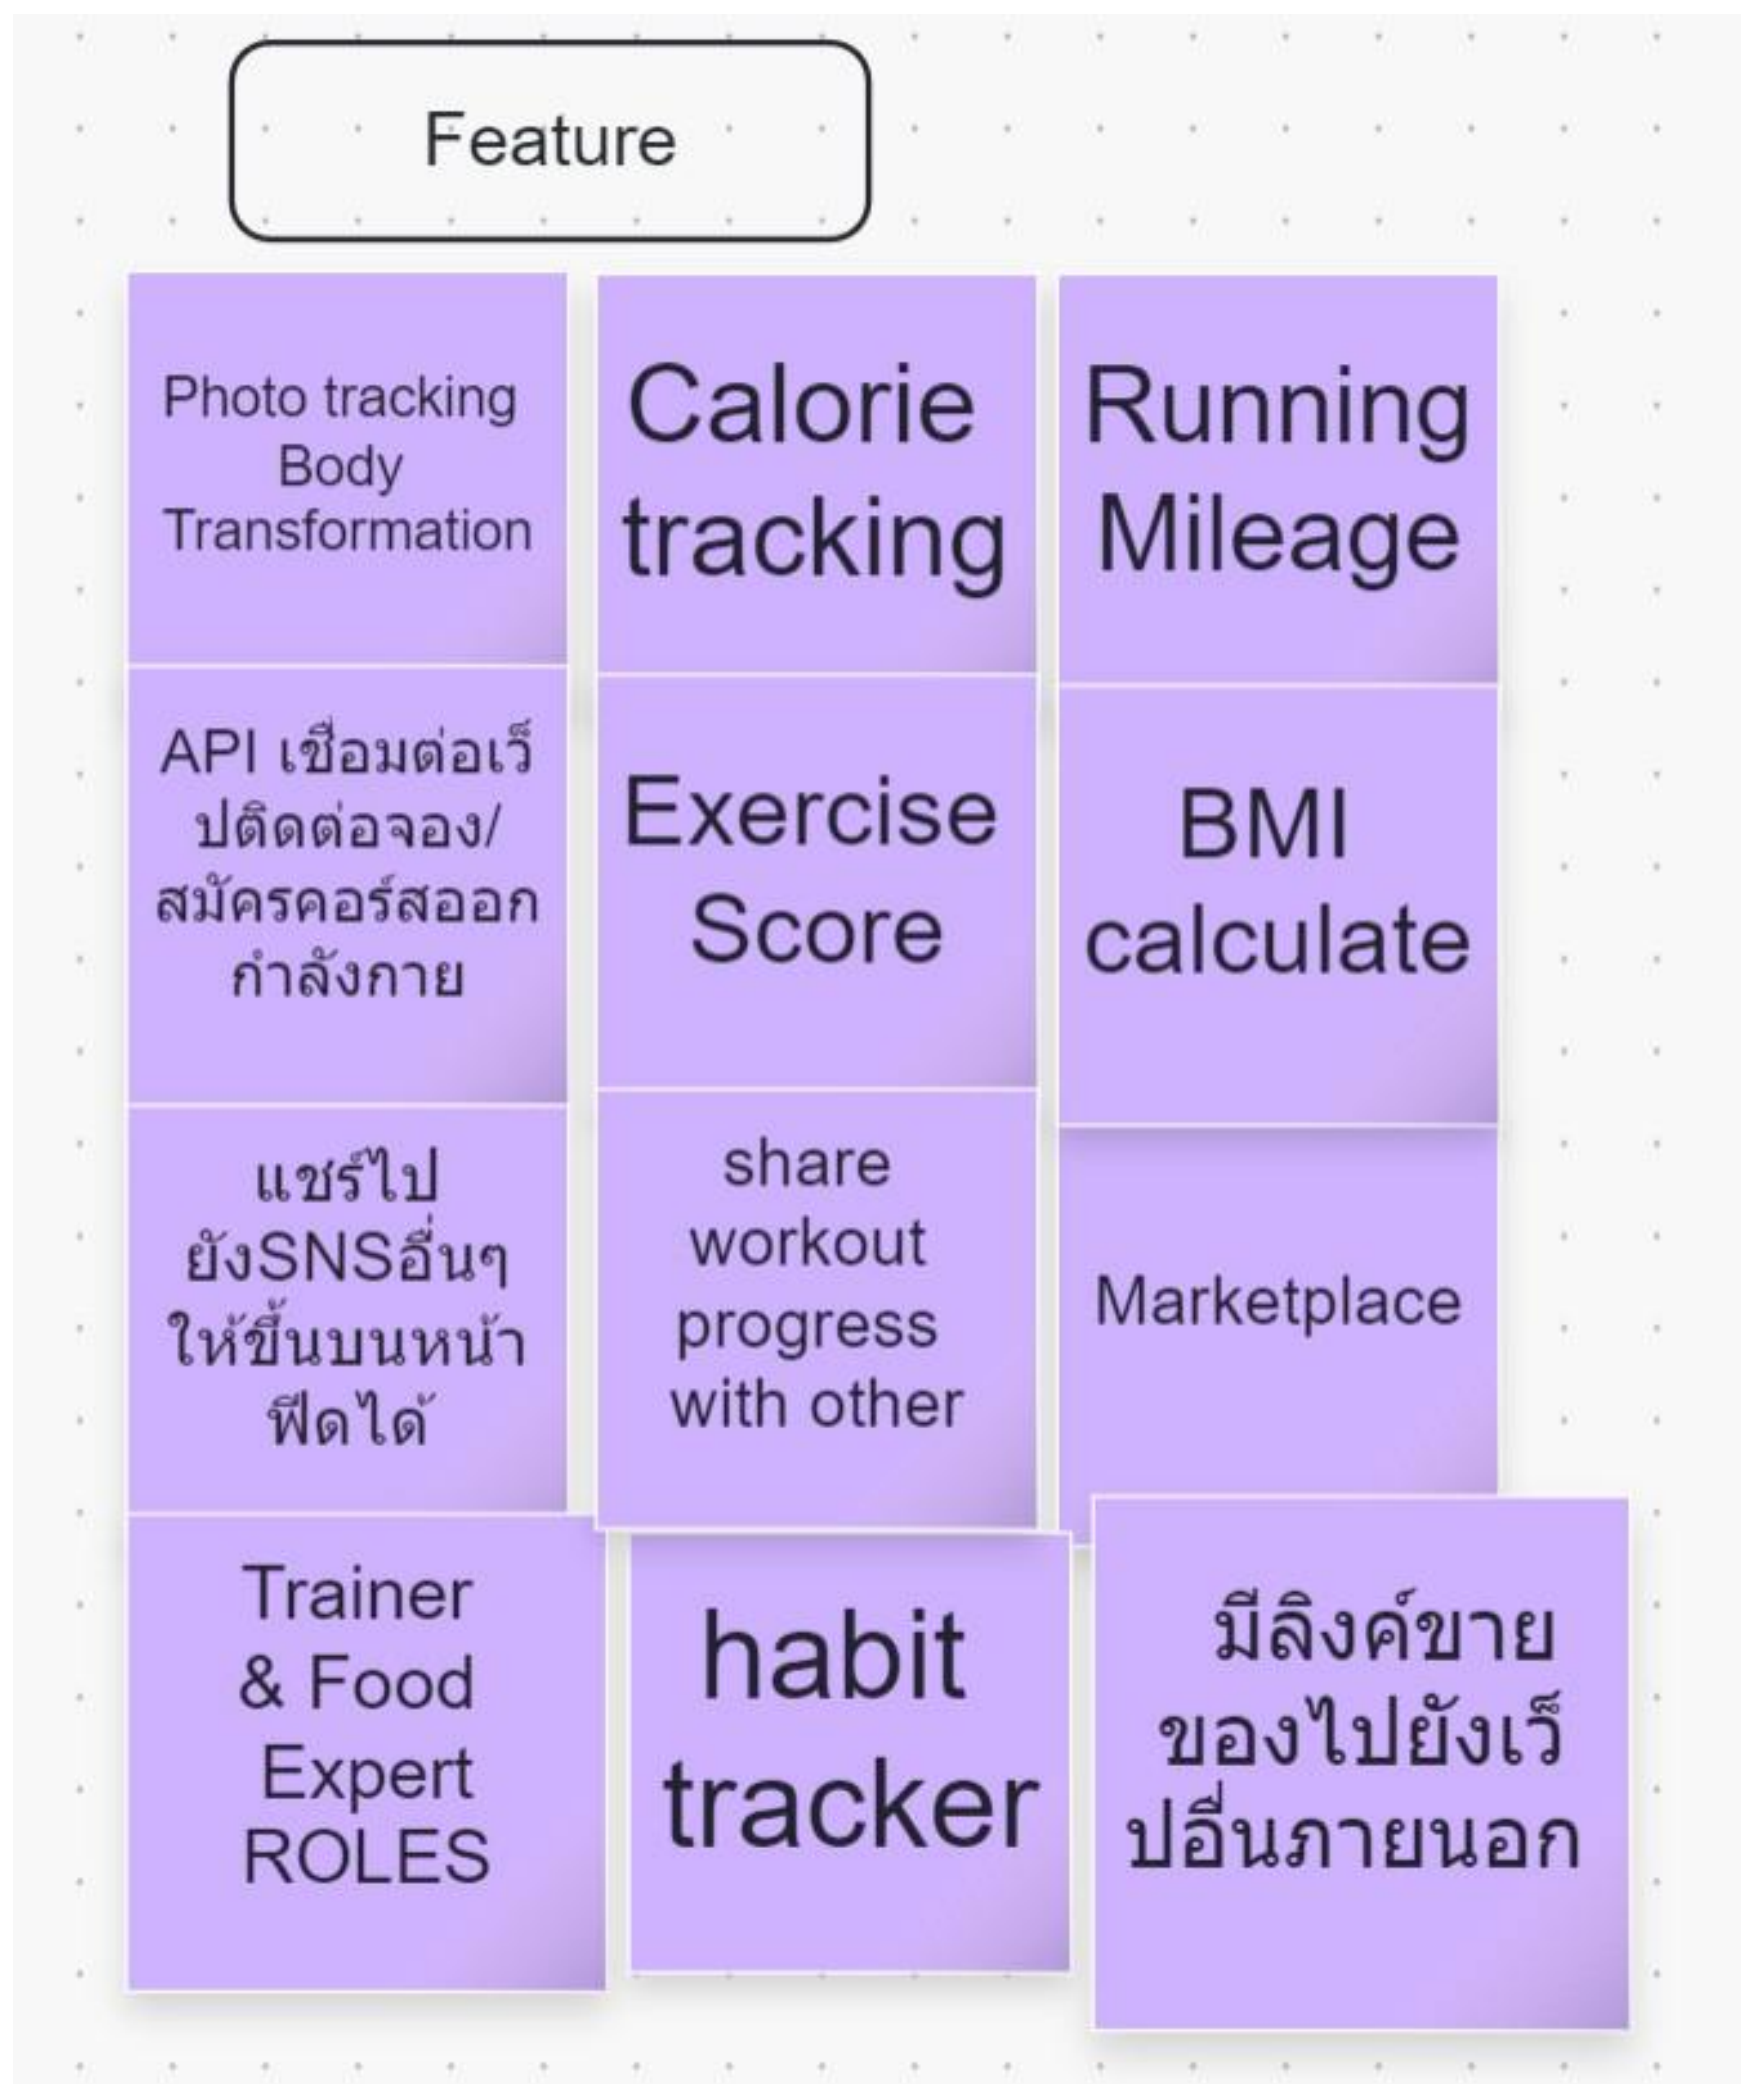 Feature
Photo tracking
Body
Transformation
Calorie
tracking
Running
Mileage
API เชื่อมต่อเว็
ปติดต่อจอง/
สมัครคอร์สออก
กำลังกาย
Exercise
Score
BMI
calculate
แชร์ไป
ยังSNSอื่นๆ
ให้ขึ้นบนหน้า
ฟีดได้
share
workout
progress
with other
Marketplace
Trainer
& Food
Expert
ROLES
habit
tracker
มีลิงค์ขาย
ของไปยังเว็
ปอื่นภายนอก